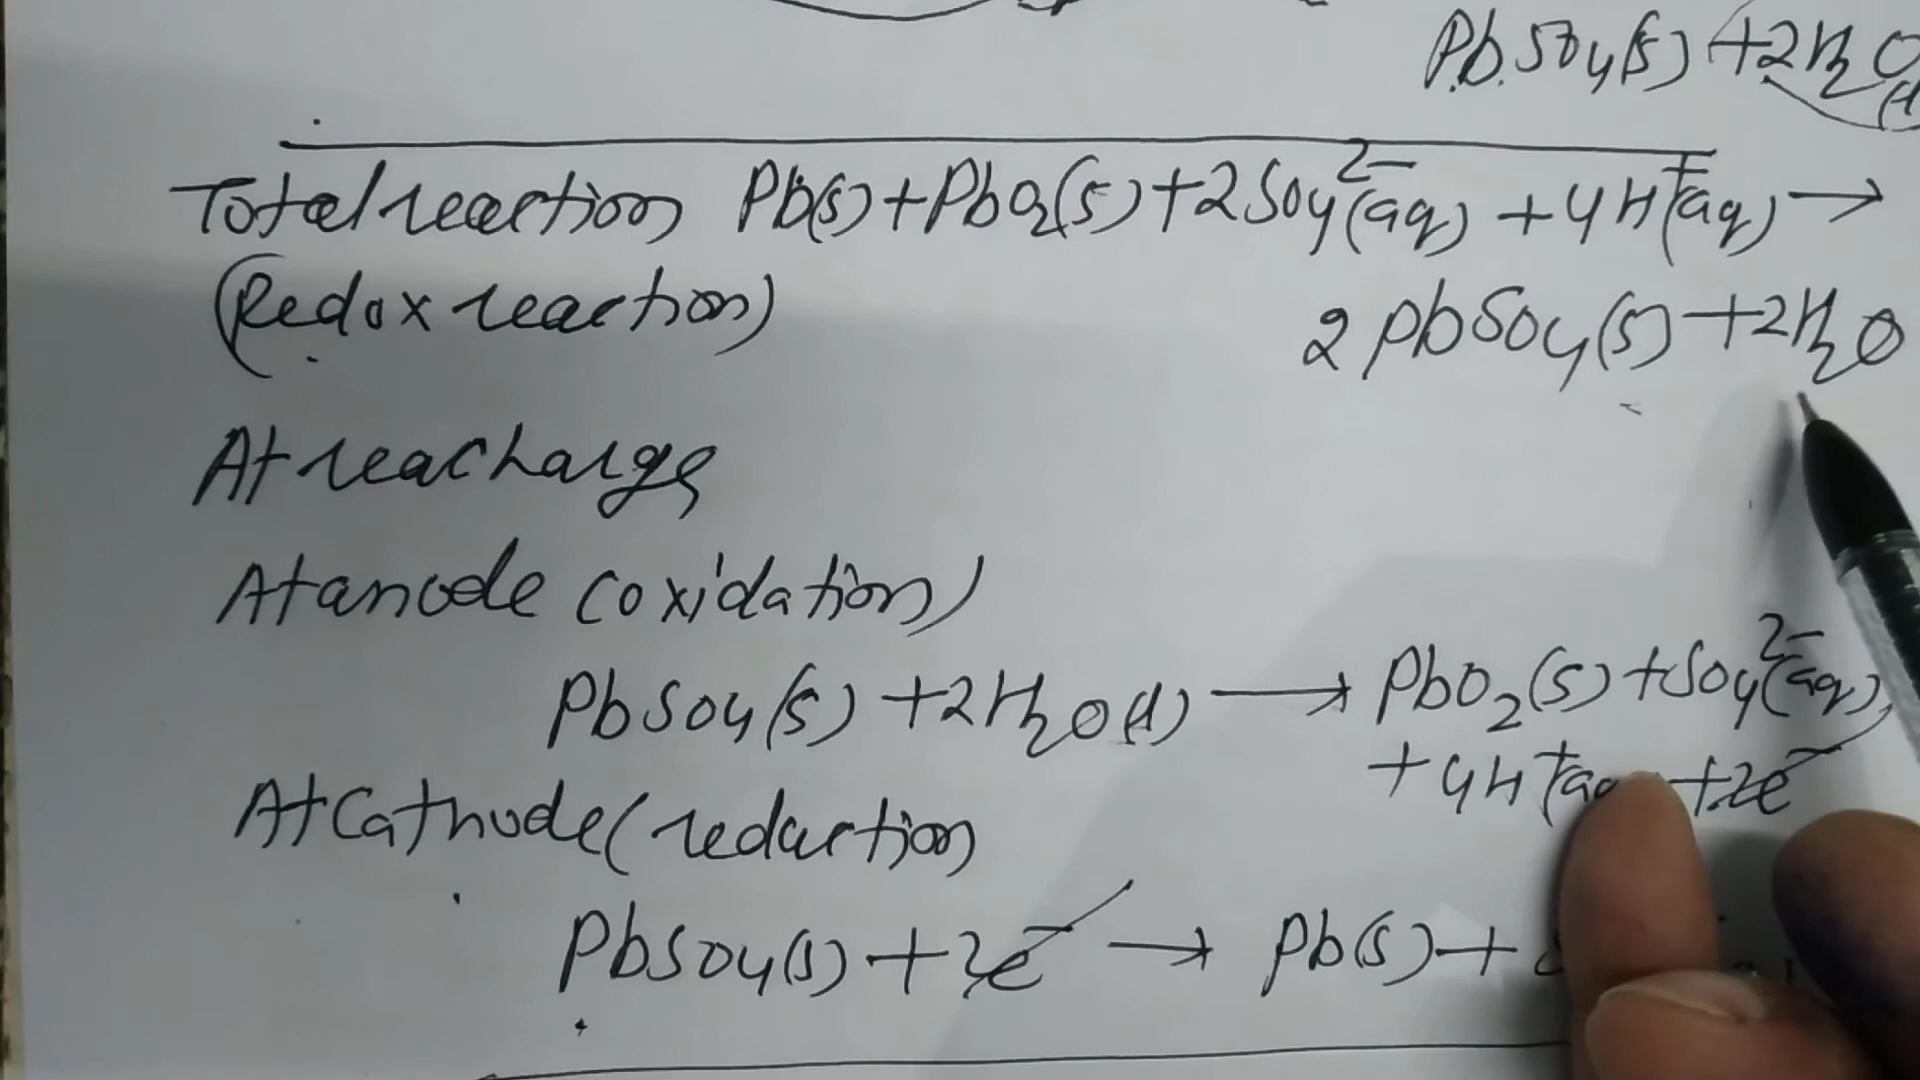 PbSO4(s) +2H2O
(l
Total reaction Pb(s)+PbO2(s)+2SO4^2-(aq) +4H^+(aq) →
(Redox reaction)
2PbSO4(s)+2H2O
At reacharge
At anode (oxidation)
PbSO4(s) +2H2O(l) → PbO2(s)+SO4^2-(aq)
+4H^+(aq +2e^-
At Cathode (reduction
PbSO4(s)+2e^- → Pb(s)+